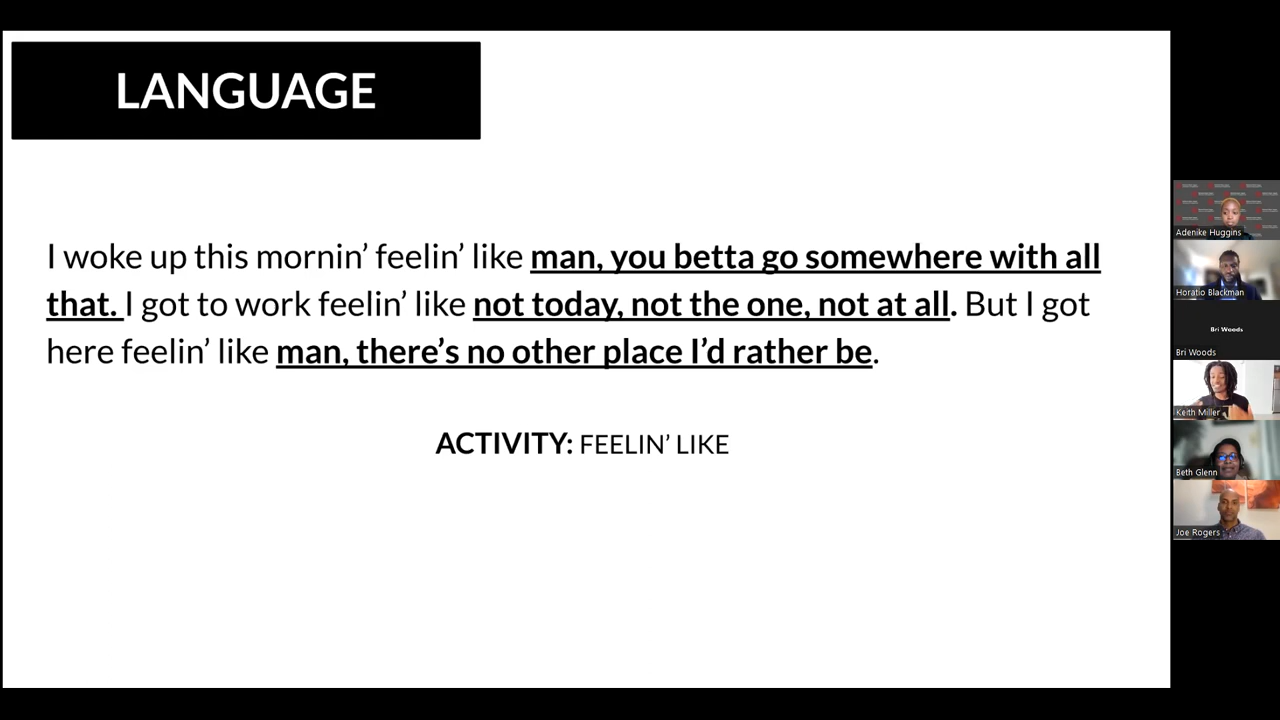 LANGUAGE
I woke up this mornin’ feelin’ like man, you betta go somewhere with all
that. I got to work feelin’ like not today, not the one, not at all. But I got
here feelin’ like man, there’s no other place I’d rather be.
ACTIVITY: FEELIN’ LIKE
Adenike Huggins
Horatio Blackman
Bri Woods
Bri Woods
Keith Miller
Beth Glenn
Joe Rogers